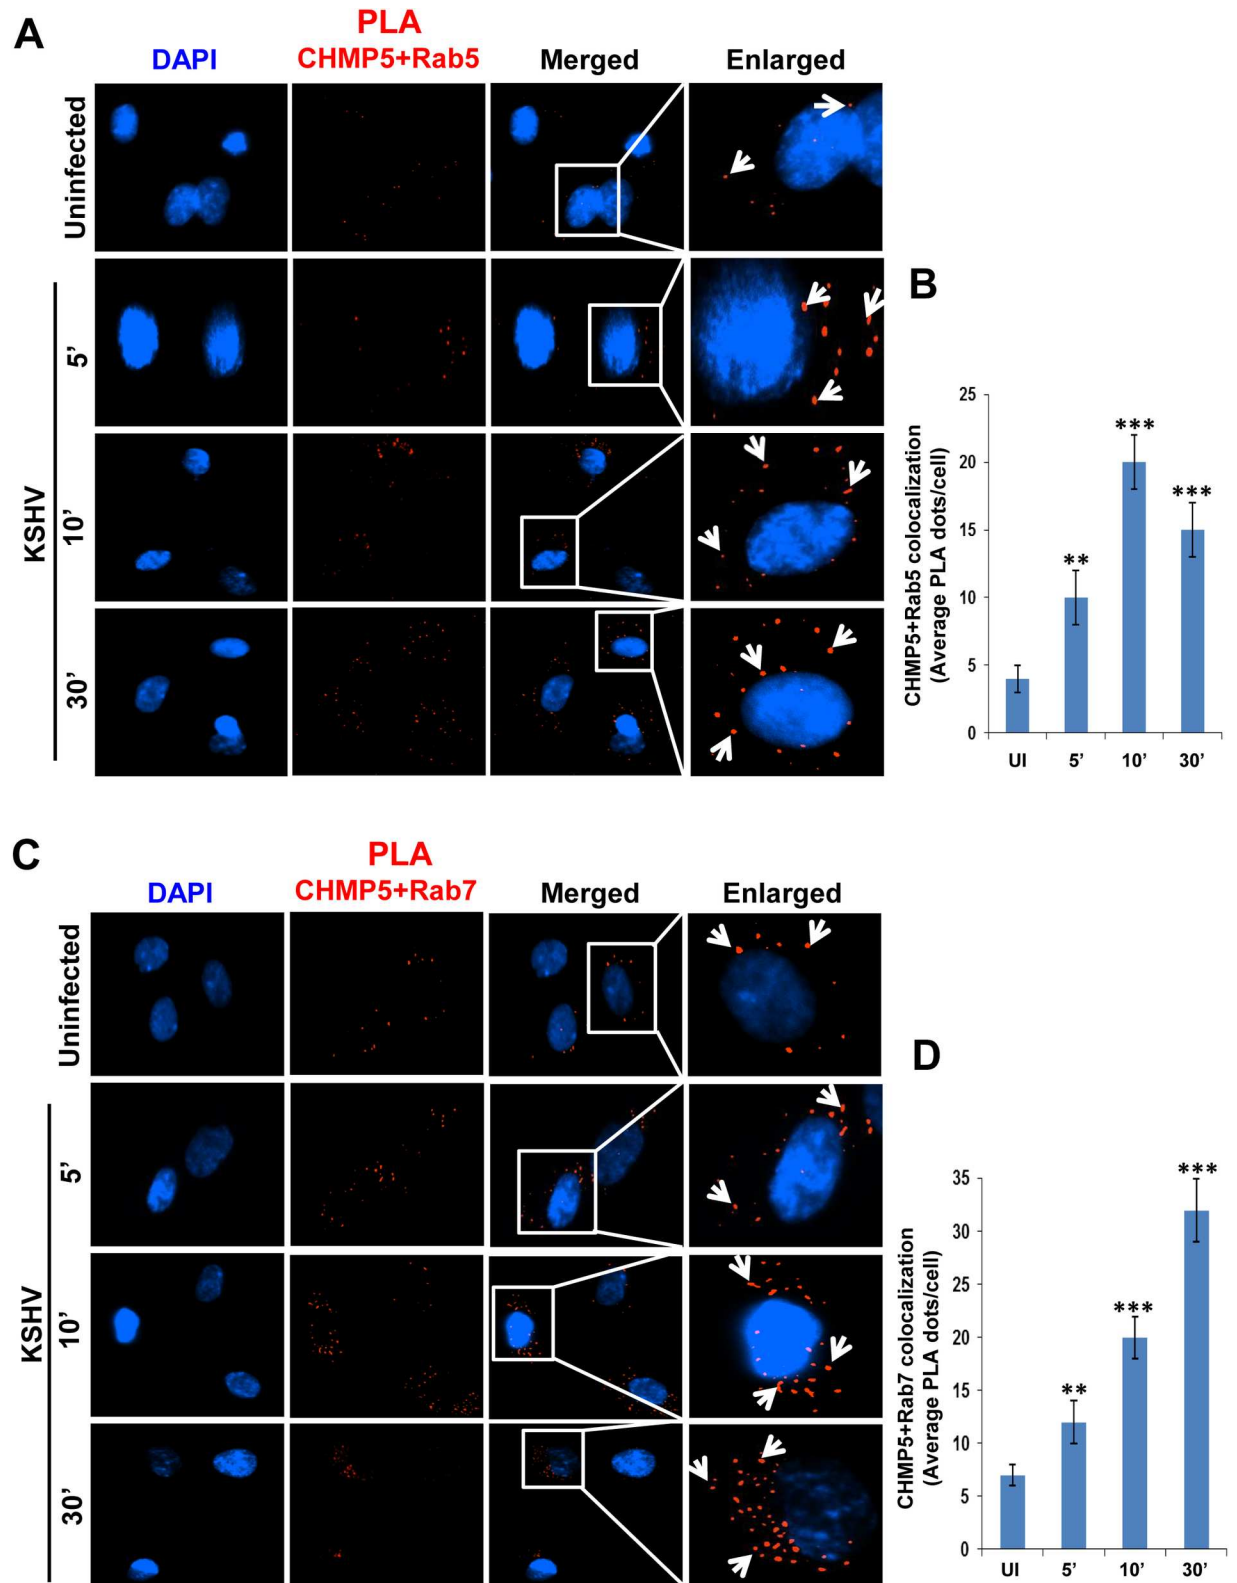 A
PLA
DAPI CHMP5+Rab5 Merged Enlarged
Uninfected
KSHV
5’
10’
30’
B
CHMP5+Rab5 colocalization
(Average PLA dots/cell)
25
20
15
10
5
0
**
***
***
UI 5’ 10’ 30’
C
PLA
DAPI CHMP5+Rab7 Merged Enlarged
Uninfected
KSHV
5’
10’
30’
D
CHMP5+Rab7 colocalization
(Average PLA dots/cell)
35
30
25
20
15
10
5
0
**
***
***
UI 5’ 10’ 30’